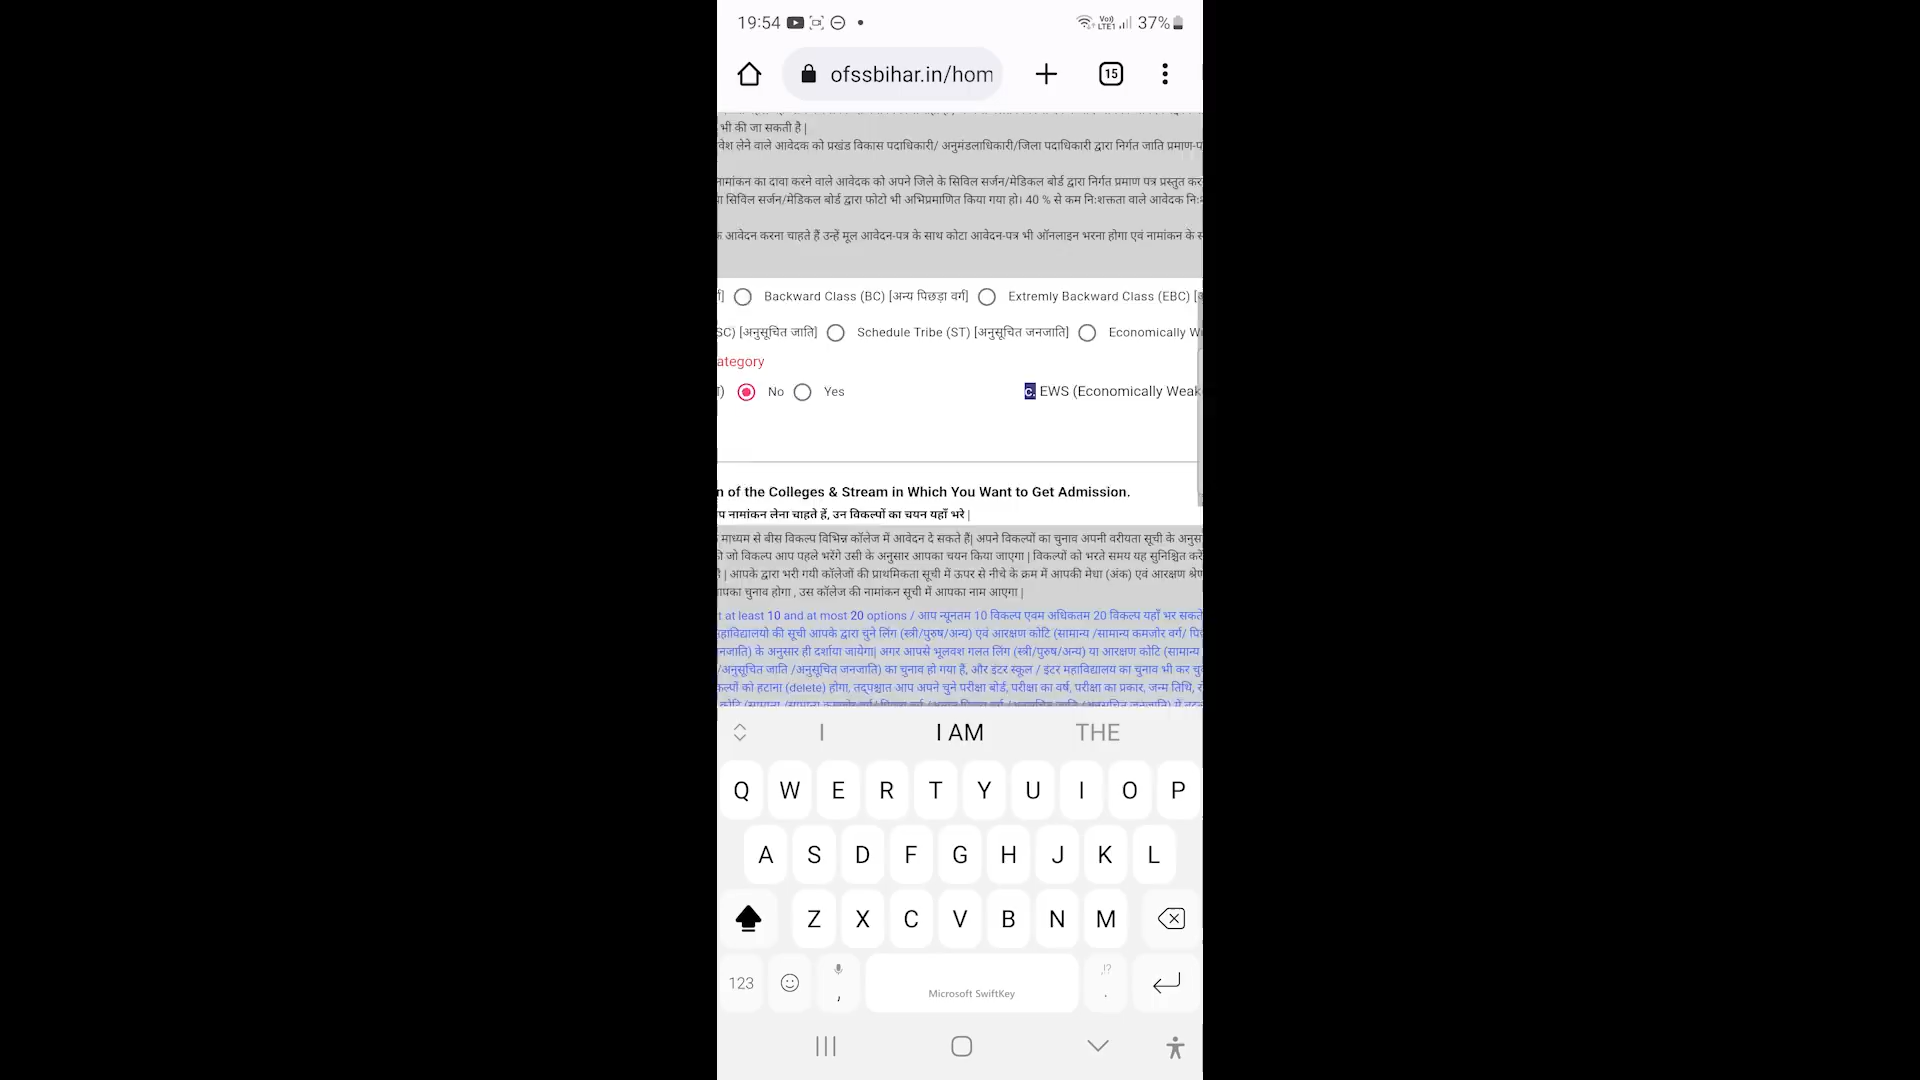 19:54 Vo)) LTE1 37%
ofssbihar.in/hom 15
भी की जा सकती है |
वेश लेने वाले आवेदक को प्रखंड विकास पदाधिकारी/ अनुमंडलाधिकारी/जिला पदाधिकारी द्वारा निर्गत जाति प्रमाण-प
नामांकन का दावा करने वाले आवेदक को अपने जिले के सिविल सर्जन/मेडिकल बोर्ड द्वारा निर्गत प्रमाण पत्र प्रस्तुत कर
सिविल सर्जन/मेडिकल बोर्ड द्वारा फोटो भी अभिप्रमाणित किया गया हो। 40 % से कम निःशक्तता वाले आवेदक
आवेदन करना चाहते हैं उन्हें मूल आवेदन-पत्र के साथ कोटा आवेदन-पत्र भी ऑनलाइन भरना होगा एवं नामांकन के
Backward Class (BC) [अन्य पिछड़ा वर्ग] Extremly Backward Class (EBC) [
SC) [अनुसूचित जाति] Schedule Tribe (ST) [अनुसूचित जनजाति] Economically W
ategory
No Yes C. EWS (Economically Weak
n of the Colleges & Stream in Which You Want to Get Admission.
प नामांकन लेना चाहते हें, उन विकल्पों का चयन यहाँ भरे |
माध्यम से बीस विकल्प विभिन्न कॉलेज में आवेदन दे सकते हैं| अपने विकल्पों का चुनाव अपनी वरीयता सूची के अनुस
जो विकल्प आप पहले भरेंगे उसी के अनुसार आपका चयन किया जाएगा | विकल्पों को भरते समय यह सुनिश्चित करें
| आपके द्वारा भरी गयी कॉलेजों की प्राथमिकता सूची में ऊपर से नीचे के क्रम में आपकी मेधा (अंक) एवं आरक्षण श्रेण
चुनाव होगा , उस कॉलेज की नामांकन सूची में आपका नाम आएगा |
t at least 10 and at most 20 options / आप न्यूनतम 10 विकल्प एवम अधिकतम 20 विकल्प यहाँ भर सकते
महाविद्यालयो की सूची आपके द्वारा चुने लिंग (स्त्री/पुरुष/अन्य) एवं आरक्षण कोटि (सामान्य /सामान्य कमजोर वर्ग/ पि
जनजाति) के अनुसार ही दर्शाया जायेगा| अगर आपसे भूलवश गलत लिंग (स्त्री/पुरुष/अन्य) या आरक्षण कोटि (सामान्य
/अनुसूचित जाति /अनुसूचित जनजाति) का चुनाव हो गया है, और इंटर स्कूल / इंटर महाविद्यालय का चुनाव भी कर चु
को हटाना (delete) होगा, तद्पश्चात आप अपने चुने परीक्षा बोर्ड, परीक्षा का वर्ष, परीक्षा का प्रकार, जन्म तिथि,
I I AM THE
Q W E R T Y U I O P
A S D F G H J K L
Z X C V B N M
123 , Microsoft SwiftKey ,!? .